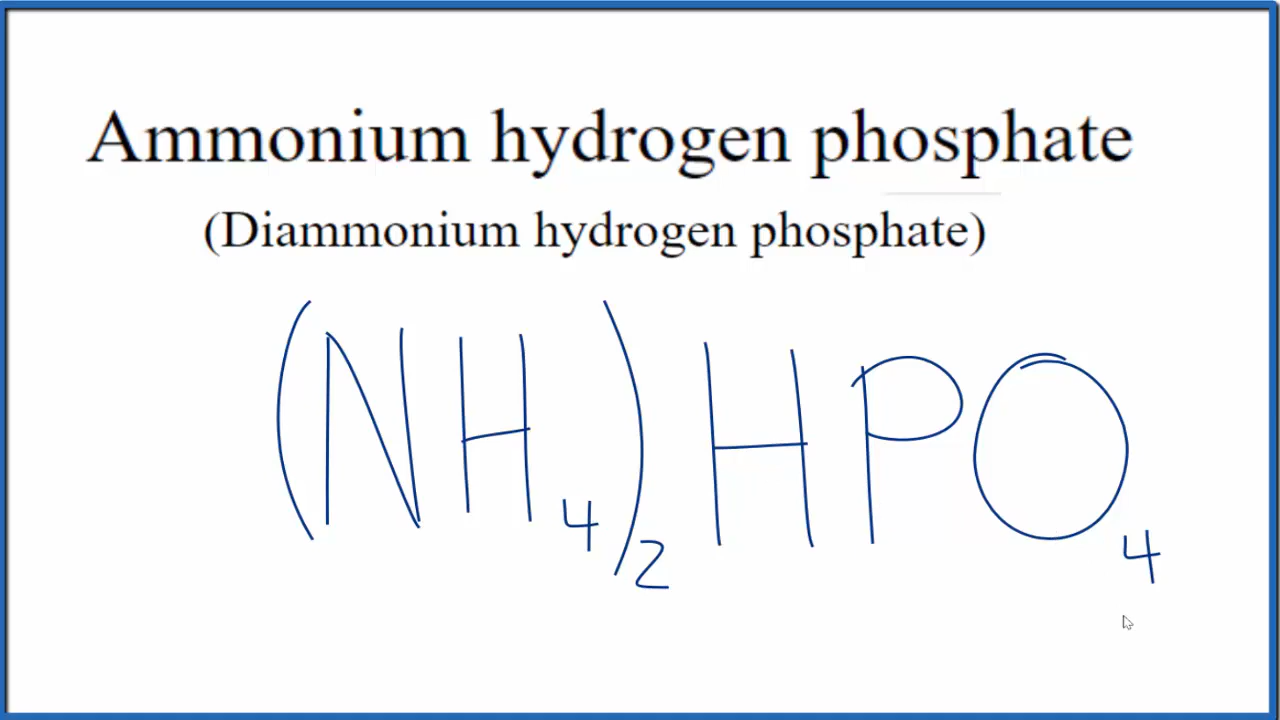 Ammonium hydrogen phosphate
(Diammonium hydrogen phosphate)
(NH₄)₂HPO₄